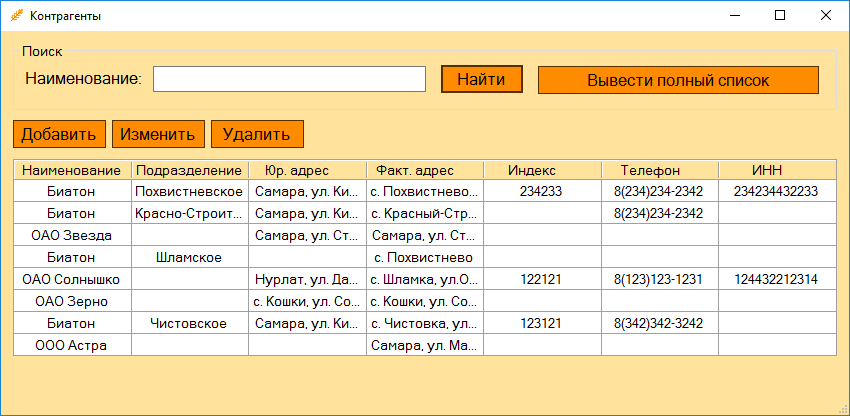 Контрагенты
Поиск
Наименование: Найти Вывести полный список
Добавить Изменить Удалить
Наименование Подразделение Юр. адрес Факт. адрес Индекс Телефон ИНН
Биатон Похвистневское Самара, ул. Ки... с. Похвистнево... 234233 8(234)234-2342 234234432233
Биатон Красно-Строит... Самара, ул. Ки... с. Красный-Стр... 8(234)234-2342
ОАО Звезда Самара, ул. Ст... Самара, ул. Ст...
Биатон Шламское с. Похвистнево
ОАО Солнышко Нурлат, ул. Да... с. Шламка, ул.О... 122121 8(123)123-1231 124432212314
ОАО Зерно с. Кошки, ул. Со... с. Кошки, ул. Со...
Биатон Чистовское Самара, ул. Ки... с. Чистовка, ул... 123121 8(342)342-3242
ООО Астра Самара, ул. Ма...